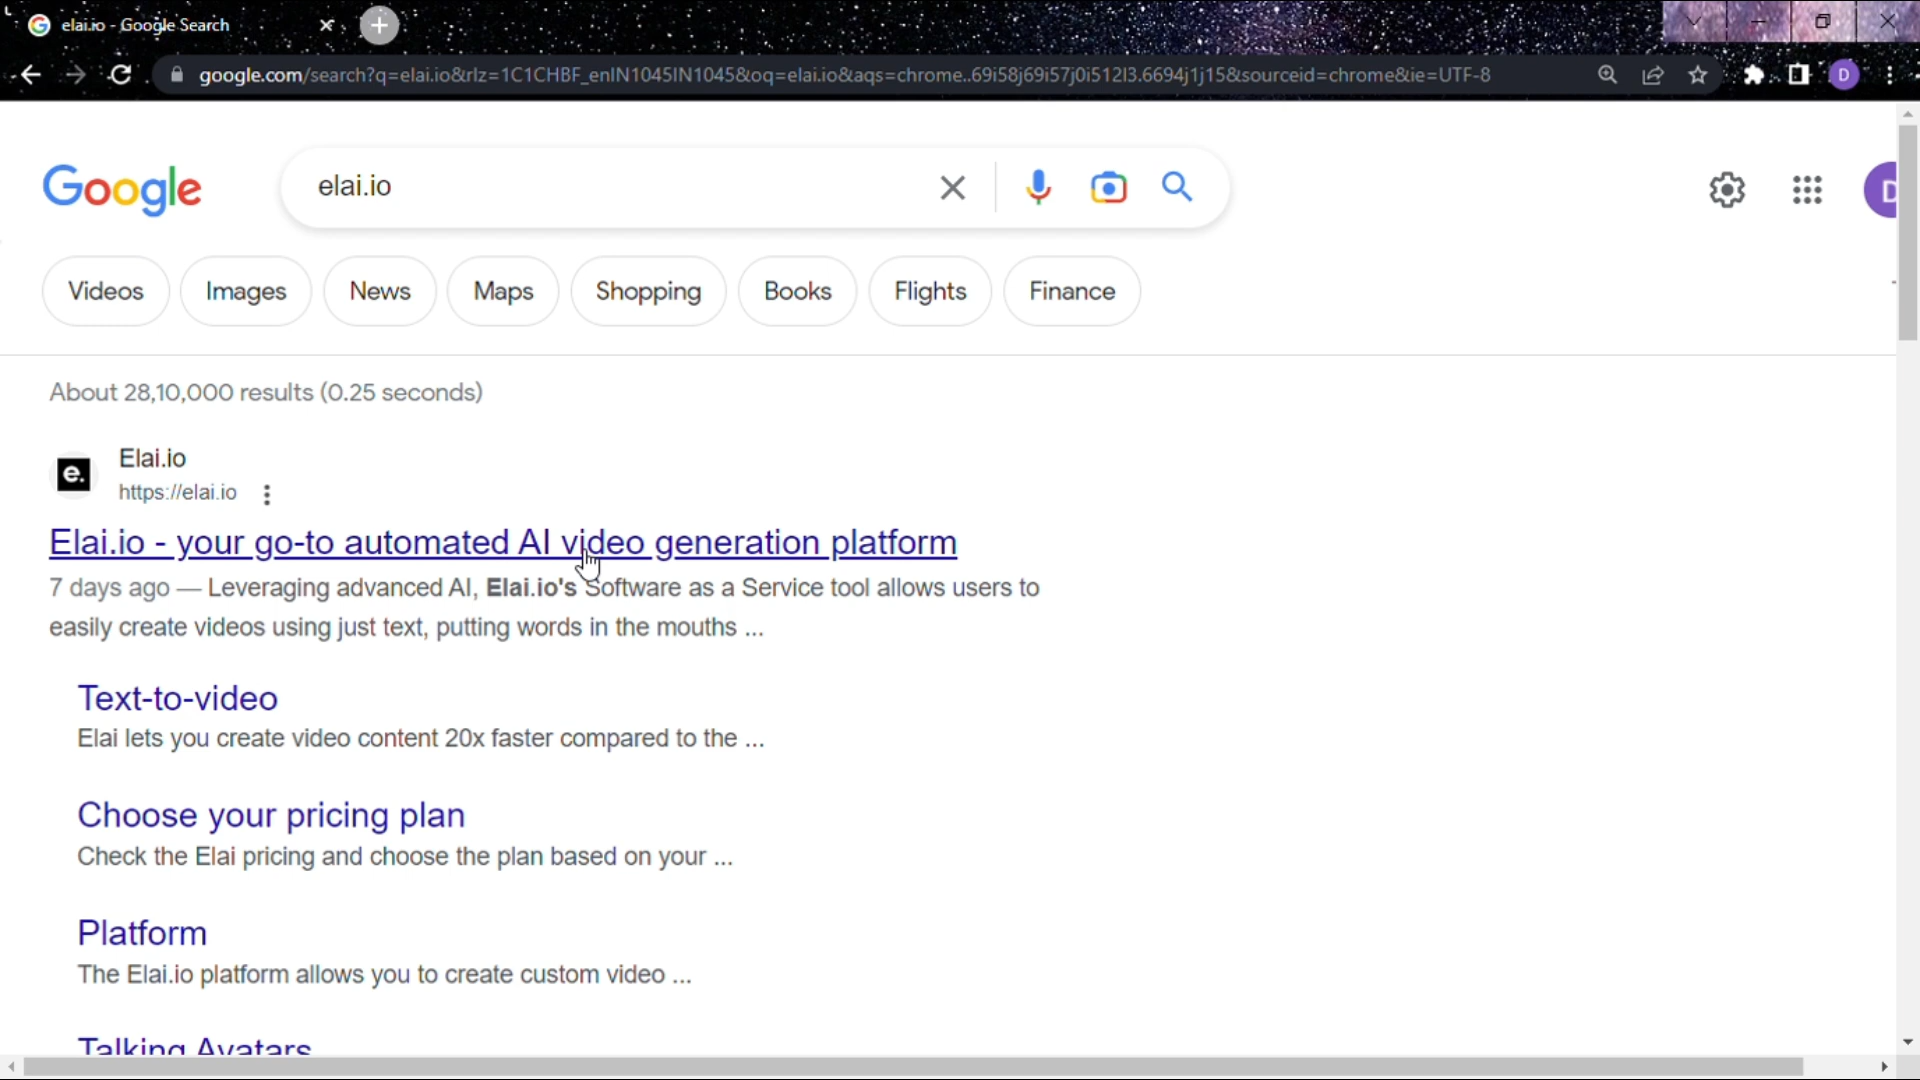 elai.io - Google Search
google.com/search?q=elai.io&rlz=1C1CHBF_enIN1045IN1045&oq=elai.io&aqs=chrome..69i58j69i57j0i512l3.6694j1j15&sourceid=chrome&ie=UTF-8
D
Google
elai.io
D
Videos
Images
News
Maps
Shopping
Books
Flights
Finance
About 28,10,000 results (0.25 seconds)
e.
Elai.io
https://elai.io
Elai.io - your go-to automated AI video generation platform
7 days ago — Leveraging advanced AI, Elai.io's Software as a Service tool allows users to
easily create videos using just text, putting words in the mouths ...
Text-to-video
Elai lets you create video content 20x faster compared to the ...
Choose your pricing plan
Check the Elai pricing and choose the plan based on your ...
Platform
The Elai.io platform allows you to create custom video ...
Talking Avatars